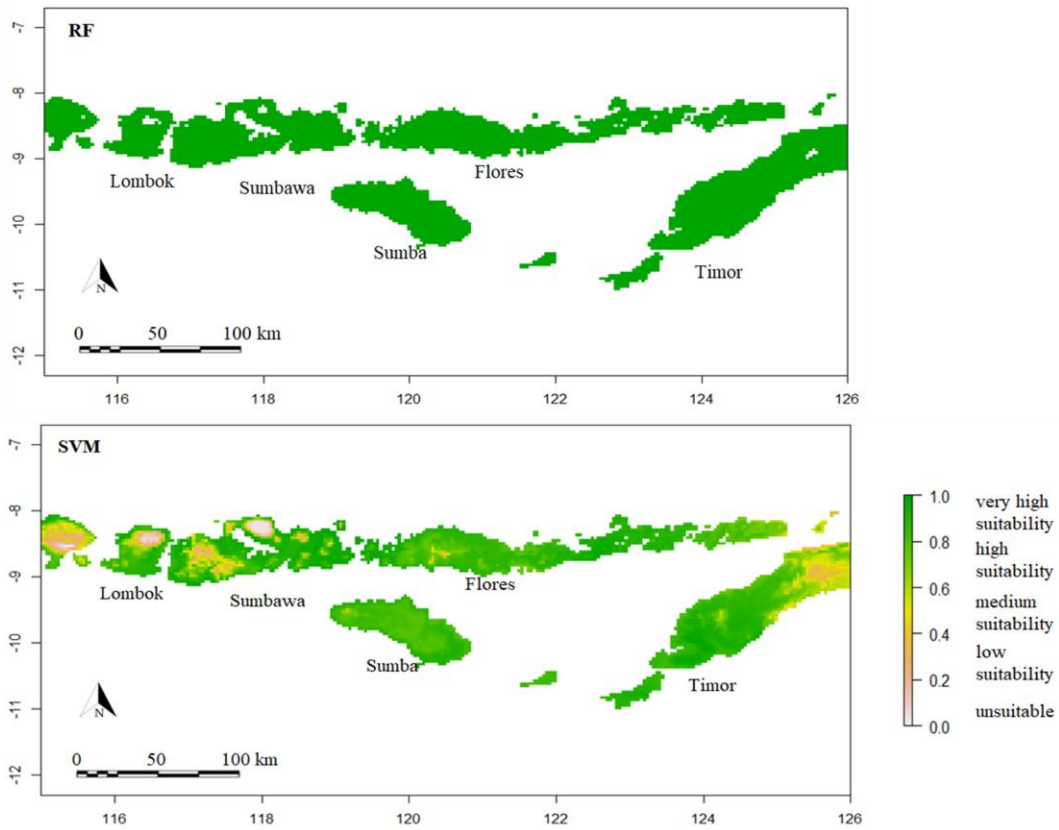 RF
-7
-8
-9
-10
-11
-12
Lombok
Sumbawa
Flores
Sumba
Timor
N
0 50 100 km
116 118 120 122 124 126
SVM
-7
-8
-9
-10
-11
-12
Lombok
Sumbawa
Flores
Sumba
Timor
N
0 50 100 km
116 118 120 122 124 126
1.0
0.8
0.6
0.4
0.2
0.0
very high
suitability
high
suitability
medium
suitability
low
suitability
unsuitable